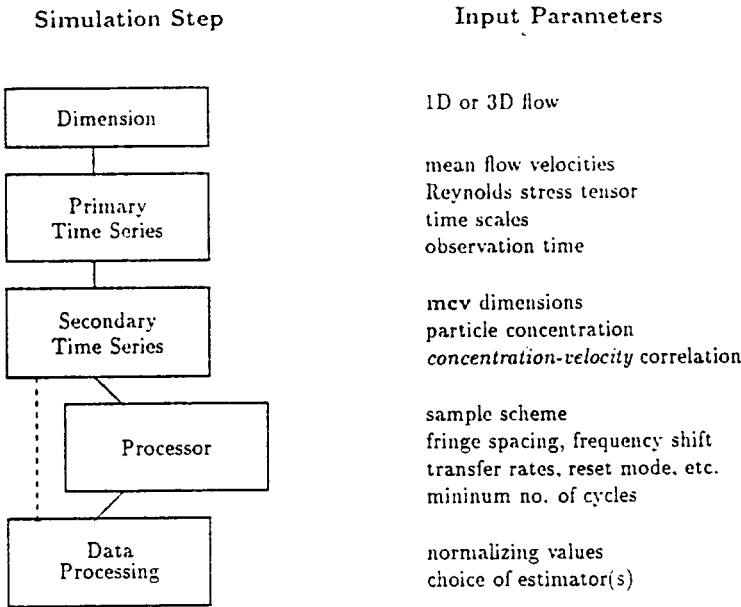 Simulation Step
Input Parameters
Dimension
1D or 3D flow
Primary
Time Series
mean flow velocities
Reynolds stress tensor
time scales
observation time
Secondary
Time Series
mcv dimensions
particle concentration
concentration-velocity correlation
Processor
sample scheme
fringe spacing, frequency shift
transfer rates, reset mode, etc.
mininum no. of cycles
Data
Processing
normalizing values
choice of estimator(s)